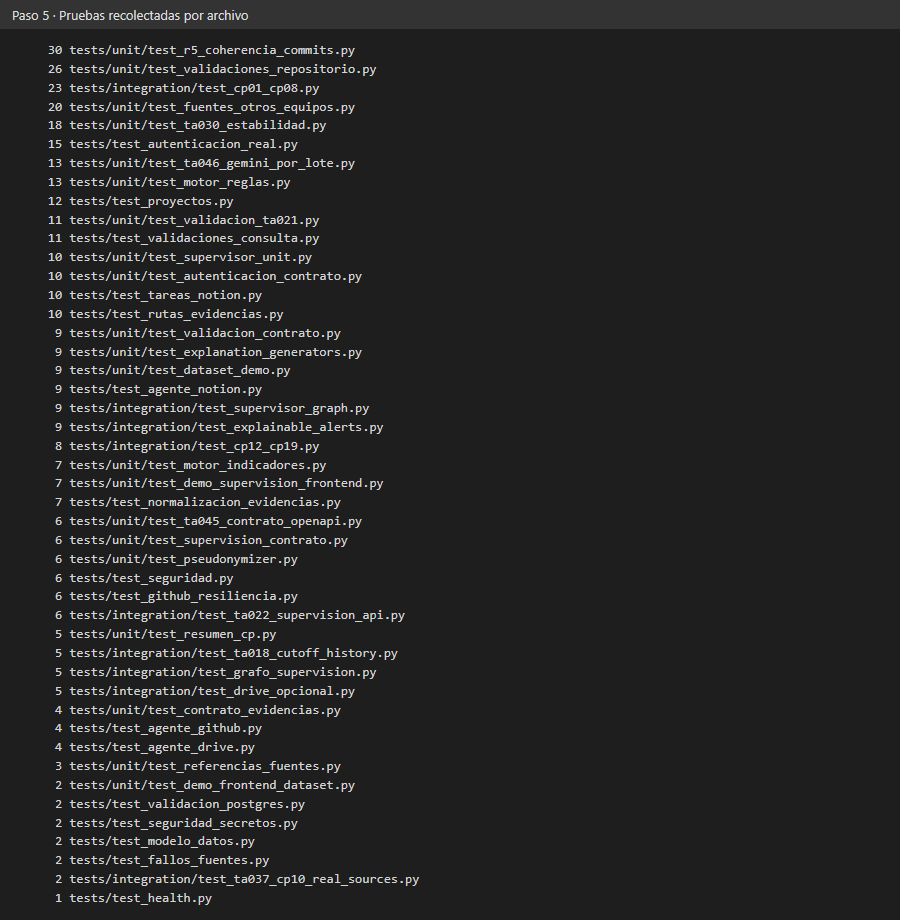 Paso 5 · Pruebas recolectadas por archivo
30 tests/unit/test_r5_coherencia_commits.py
26 tests/unit/test_validaciones_repositorio.py
23 tests/integration/test_cp01_cp08.py
20 tests/unit/test_fuentes_otros_equipos.py
18 tests/unit/test_ta030_estabilidad.py
15 tests/test_autenticacion_real.py
13 tests/unit/test_ta046_gemini_por_lote.py
13 tests/unit/test_motor_reglas.py
12 tests/test_proyectos.py
11 tests/unit/test_validacion_ta021.py
11 tests/test_validaciones_consulta.py
10 tests/unit/test_supervisor_unit.py
10 tests/unit/test_autenticacion_contrato.py
10 tests/test_tareas_notion.py
10 tests/test_rutas_evidencias.py
9 tests/unit/test_validacion_contrato.py
9 tests/unit/test_explanation_generators.py
9 tests/unit/test_dataset_demo.py
9 tests/test_agente_notion.py
9 tests/integration/test_supervisor_graph.py
9 tests/integration/test_explainable_alerts.py
8 tests/integration/test_cp12_cp19.py
7 tests/unit/test_motor_indicadores.py
7 tests/unit/test_demo_supervision_frontend.py
7 tests/test_normalizacion_evidencias.py
6 tests/unit/test_ta045_contrato_openapi.py
6 tests/unit/test_supervision_contrato.py
6 tests/unit/test_pseudonymizer.py
6 tests/test_seguridad.py
6 tests/test_github_resiliencia.py
6 tests/integration/test_ta022_supervision_api.py
5 tests/unit/test_resumen_cp.py
5 tests/integration/test_ta018_cutoff_history.py
5 tests/integration/test_grafo_supervision.py
5 tests/integration/test_drive_opcional.py
4 tests/unit/test_contrato_evidencias.py
4 tests/test_agente_github.py
4 tests/test_agente_drive.py
3 tests/unit/test_referencias_fuentes.py
2 tests/unit/test_demo_frontend_dataset.py
2 tests/test_validacion_postgres.py
2 tests/test_seguridad_secretos.py
2 tests/test_modelo_datos.py
2 tests/test_fallos_fuentes.py
2 tests/integration/test_ta037_cp10_real_sources.py
1 tests/test_health.py